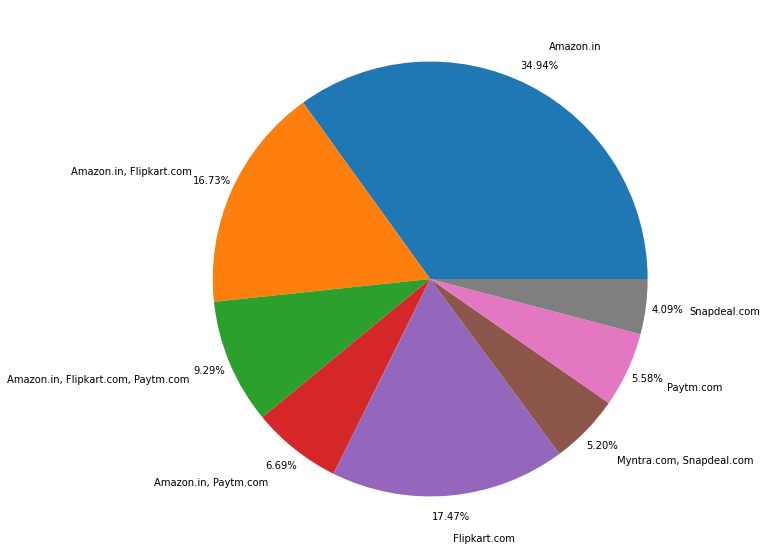 Amazon.in
34.94%
Amazon.in, Flipkart.com
16.73%
Amazon.in, Flipkart.com, Paytm.com
9.29%
Amazon.in, Paytm.com
6.69%
17.47%
Flipkart.com
5.20%
Myntra.com, Snapdeal.com
5.58%
Paytm.com
4.09%
Snapdeal.com